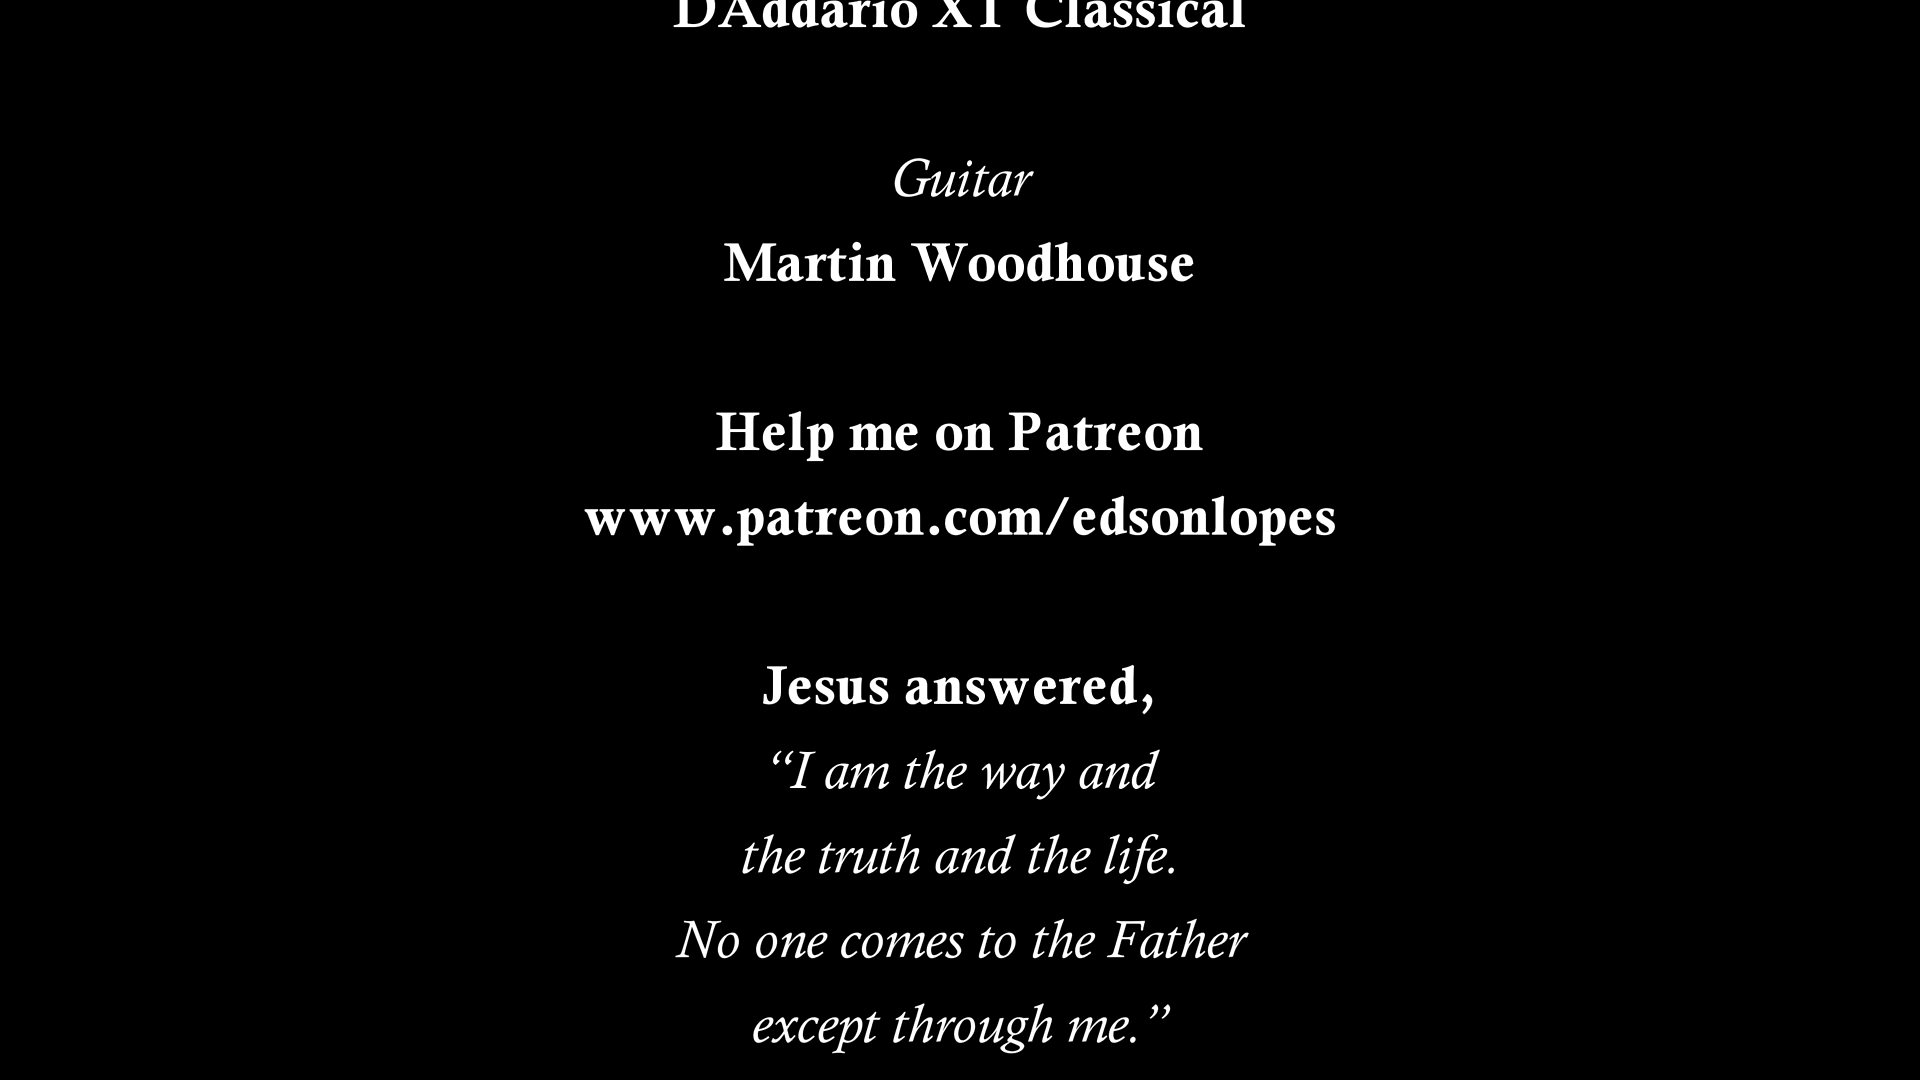 DAddario XT Classical
Guitar
Martin Woodhouse
Help me on Patreon
www.patreon.com/edsonlopes
Jesus answered,
“I am the way and
the truth and the life.
No one comes to the Father
except through me.”